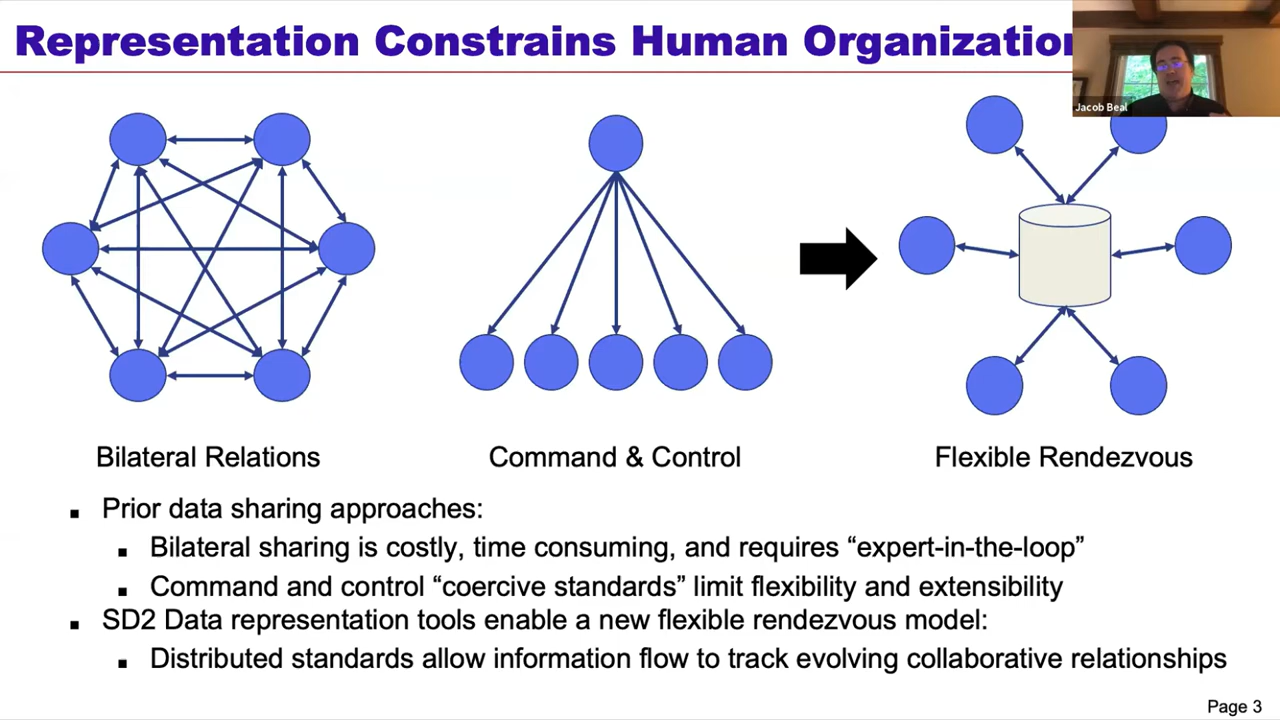 Representation Constrains Human Organization
Jacob Beal
Bilateral Relations
Command & Control
Flexible Rendezvous
▪ Prior data sharing approaches:
▪ Bilateral sharing is costly, time consuming, and requires “expert-in-the-loop”
▪ Command and control “coercive standards” limit flexibility and extensibility
▪ SD2 Data representation tools enable a new flexible rendezvous model:
▪ Distributed standards allow information flow to track evolving collaborative relationships
Page 3